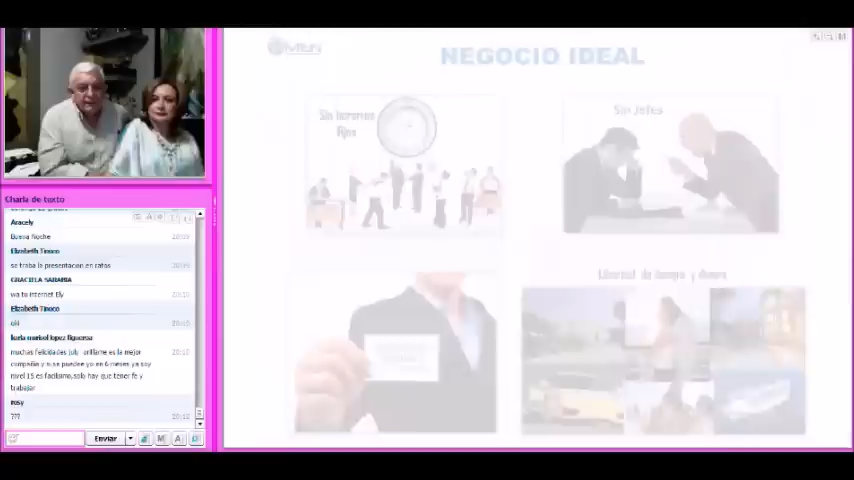 NEGOCIO IDEAL
Sin horarios
fijos
Sin Jefes
Libertad de tiempo y dinero
Charla de texto
Aracely
Buena Noche
Elizabeth Tinoco
se traba la presentacion en ratos
GRACIELA SARABIA
va tu internet Ely
Elizabeth Tinoco
ok
karla marisol lopez figueroa
muchas felicidades july oriflame es la mejor
compañia y si se puedee yo en 6 meses ya soy
nivel 15 es facilisimo, solo hay que tener fe y
trabajar
rosy
???
Enviar
M
A